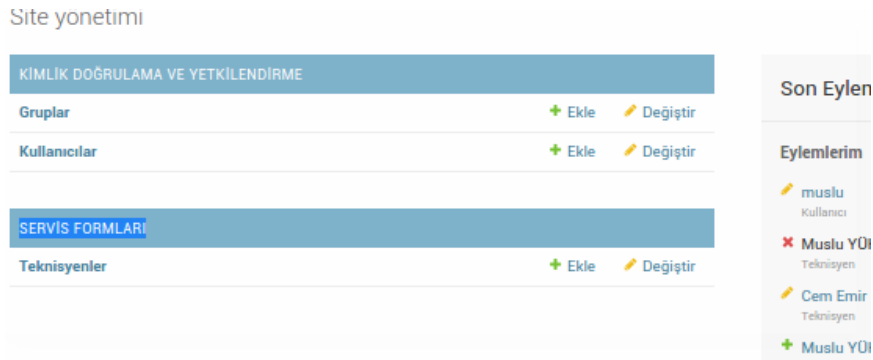 Site yönetimi
KİMLİK DOĞRULAMA VE YETKİLENDİRME
Gruplar + Ekle Değiştir
Kullanıcılar + Ekle Değiştir
SERVİS FORMLARI
Teknisyenler + Ekle Değiştir
Son
Eylemlerim
muslu
Kullanıcı
Muslu
Teknisyen
Cem Emir
Teknisyen
+ Muslu